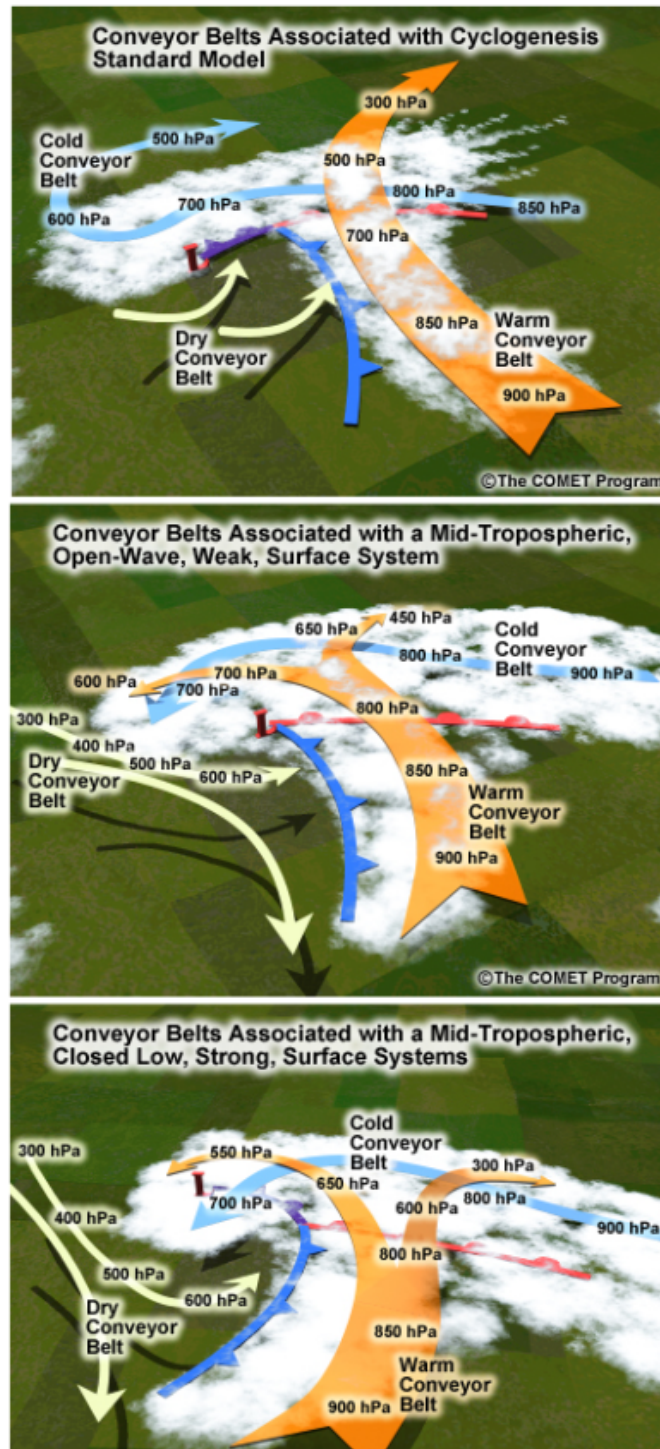 Conveyor Belts Associated with Cyclogenesis
Standard Model
300 hPa
Cold
Conveyor
Belt
500 hPa
500 hPa
600 hPa
700 hPa
800 hPa
850 hPa
L
700 hPa
Dry
Conveyor
Belt
850 hPa
Warm
Conveyor
Belt
900 hPa
©The COMET Program
Conveyor Belts Associated with a Mid-Tropospheric,
Open-Wave, Weak, Surface System
450 hPa
650 hPa
Cold
Conveyor
Belt
800 hPa
900 hPa
600 hPa
700 hPa
700 hPa
300 hPa
L
800 hPa
400 hPa
500 hPa
600 hPa
Dry
Conveyor
Belt
850 hPa
Warm
Conveyor
Belt
900 hPa
©The COMET Program
Conveyor Belts Associated with a Mid-Tropospheric,
Closed Low, Strong, Surface Systems
300 hPa
550 hPa
Cold
Conveyor
Belt
300 hPa
L
650 hPa
700 hPa
600 hPa
800 hPa
900 hPa
400 hPa
800 hPa
500 hPa
600 hPa
Dry
Conveyor
Belt
850 hPa
Warm
Conveyor
Belt
900 hPa